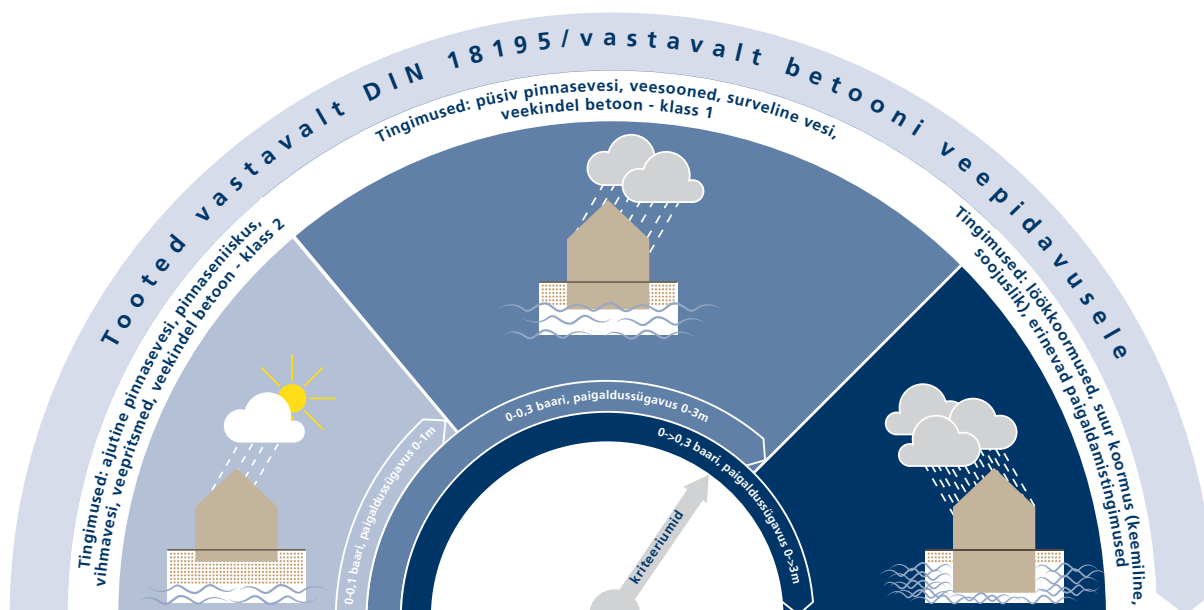 Tooted vastavalt DIN 18195/vastavalt betooni veepidavusele
Tingimused: ajutine pinnasevesi, pinnaseniiskus,
vihmavesi, veepritsmed, veekindel betoon - klass 2
Tingimused: püsiv pinnasevesi, veesooned, surveline vesi,
veekindel betoon - klass 1
Tingimused: löökkoormused, suur koormus (keemiline,
soojuslik), erinevad paigaldamistingimused
0-0,1 baari, paigaldussügavus 0-1m
0-0,3 baari, paigaldussügavus 0-3m
0->0,3 baari, paigaldussügavus 0->3m
kriteeriumid